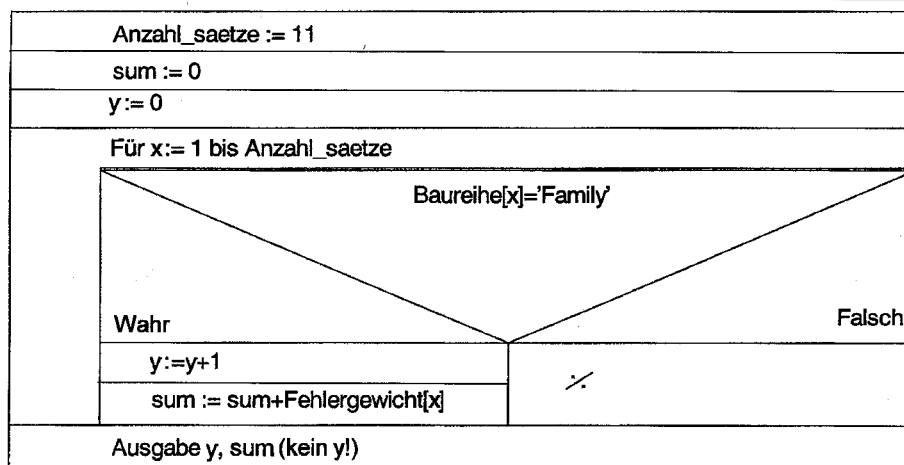 Anzahl_saetze := 11
sum := 0
y:= 0
Für x:= 1 bis Anzahl_saetze
Baureihe[x]='Family'
Wahr
Falsch
y:=y+1
sum := sum+Fehlergewicht[x]
Ausgabe y, sum (kein y!)